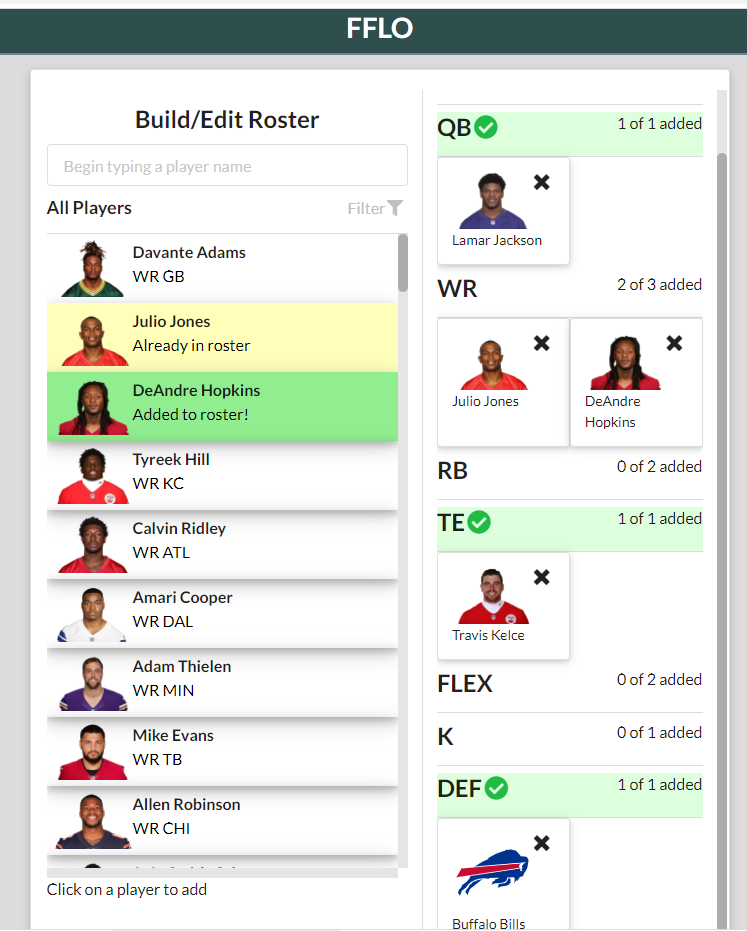 FFLO
Build/Edit Roster
Begin typing a player name
All Players
Filter
Davante Adams
WR GB
Julio Jones
Already in roster
DeAndre Hopkins
Added to roster!
Tyreek Hill
WR KC
Calvin Ridley
WR ATL
Amari Cooper
WR DAL
Adam Thielen
WR MIN
Mike Evans
WR TB
Allen Robinson
WR CHI
Click on a player to add
QB
1 of 1 added
Lamar Jackson
WR
2 of 3 added
Julio Jones
DeAndre
Hopkins
RB
0 of 2 added
TE
1 of 1 added
Travis Kelce
FLEX
0 of 2 added
K
0 of 1 added
DEF
1 of 1 added
Buffalo Bills